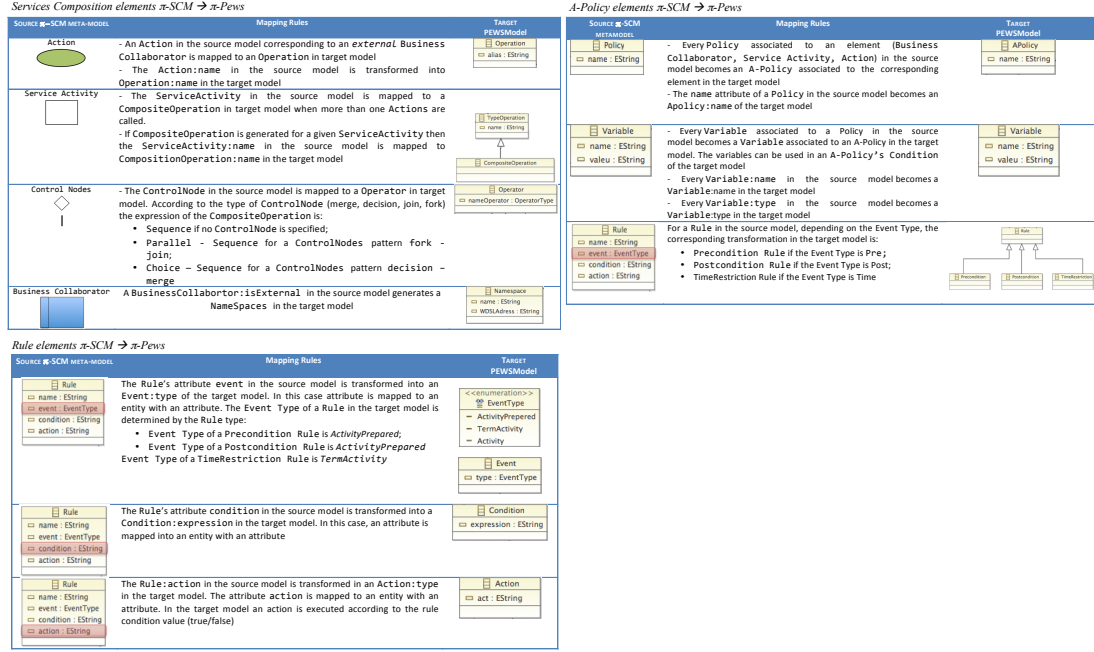 Services Composition elements π-SCM → π-Pews
SOURCE π-SCM META-MODEL
Mapping Rules
TARGET
PEWSMODEL
Action
- An Action in the source model corresponding to an external Business
Collaborator is mapped to an Operation in target model
- The Action:name in the source model is transformed into
Operation:name in the target model
Operation
alias : EString
Service Activity
- The ServiceActivity in the source model is mapped to a
CompositeOperation in target model when more than one Actions are
called.
- If CompositeOperation is generated for a given ServiceActivity then
the ServiceActivity:name in the source model is mapped to
CompositionOperation:name in the target model
TypeOperation
name : EString
CompositeOperation
Control Nodes
- The ControlNode in the source model is mapped to a Operator in target
model. According to the type of ControlNode (merge, decision, join, fork)
the expression of the CompositeOperation is:
• Sequence if no ControlNode is specified;
• Parallel - Sequence for a ControlNodes pattern fork -
join;
• Choice – Sequence for a ControlNodes pattern decision –
merge
Operator
nameOperator : OperatorType
Business Collaborator
A BusinessCollabortor:isExternal in the source model generates a
NameSpaces in the target model
Namespace
name : EString
WDSLAdress : EString
A-Policy elements π-SCM → π-Pews
SOURCE π-SCM
METAMODEL
Mapping Rules
TARGET
PEWSMODEL
Policy
name : EString
- Every Policy associated to an element (Business
Collaborator, Service Activity, Action) in the source
model becomes an A-Policy associated to the corresponding
element in the target model
- The name attribute of a Policy in the source model becomes an
Apolicy:name of the target model
APolicy
name : EString
Variable
name : EString
valeu : EString
- Every Variable associated to a Policy in the source
model becomes a Variable associated to an A-Policy in the target
model. The variables can be used in an A-Policy's Condition
of the target model
- Every Variable:name in the source model becomes a
Variable:name in the target model
- Every Variable:type in the source model becomes a
Variable:type in the target model
Variable
name : EString
valeu : EString
Rule
name : EString
event : EventType
condition : EString
action : EString
For a Rule in the source model, depending on the Event Type, the
corresponding transformation in the target model is:
• Precondition Rule if the Event Type is Pre;
• Postcondition Rule if the Event Type is Post;
• TimeRestriction Rule if the Event Type is Time
Rule
Precondition
Postcondition
TimeRestriction
Rule elements π-SCM → π-Pews
SOURCE π-SCM META-MODEL
Mapping Rules
TARGET
PEWSMODEL
Rule
name : EString
event : EventType
condition : EString
action : EString
The Rule's attribute event in the source model is transformed into an
Event:type of the target model. In this case attribute is mapped to an
entity with an attribute. The Event Type of a Rule in the target model is
determined by the Rule type:
• Event Type of a Precondition Rule is ActivityPrepared;
• Event Type of a Postcondition Rule is ActivityPrepared
Event Type of a TimeRestriction Rule is TermActivity
<<enumeration>>
EventType
ActivityPrepered
TermActivity
Activity
Event
type : EventType
Rule
name : EString
event : EventType
condition : EString
action : EString
The Rule's attribute condition in the source model is transformed into a
Condition:expression in the target model. In this case, an attribute is
mapped into an entity with an attribute
Condition
expression : EString
Rule
name : EString
event : EventType
condition : EString
action : EString
The Rule:action in the source model is transformed in an Action:type
in the target model. The attribute action is mapped to an entity with an
attribute. In the target model an action is executed according to the rule
condition value (true/false)
Action
act : EString